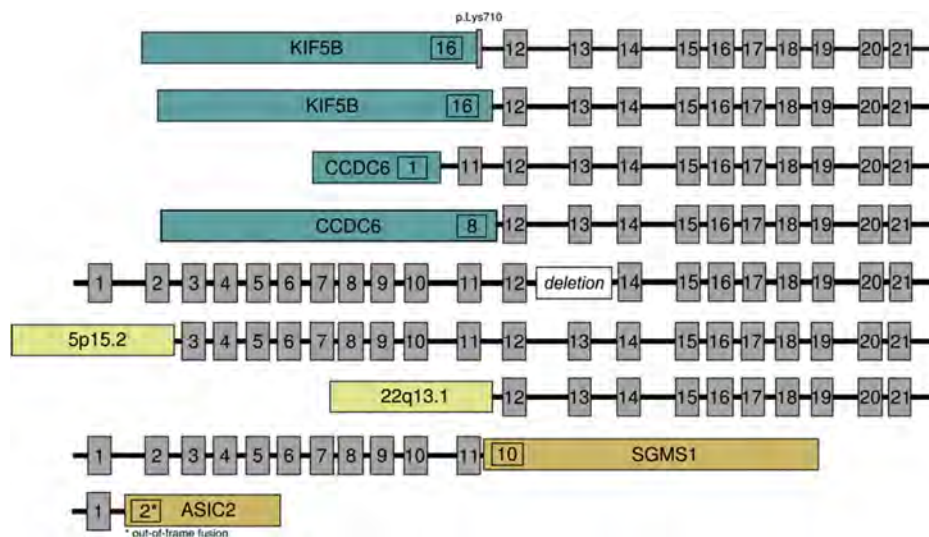 p.Lys710
KIF5B 16 12 13 14 15 16 17 18 19 20 21
KIF5B 16 12 13 14 15 16 17 18 19 20 21
CCDC6 1 11 12 13 14 15 16 17 18 19 20 21
CCDC6 8 12 13 14 15 16 17 18 19 20 21
1 2 3 4 5 6 7 8 9 10 11 12 deletion 14 15 16 17 18 19 20 21
5p15.2 3 4 5 6 7 8 9 10 11 12 13 14 15 16 17 18 19 20 21
22q13.1 12 13 14 15 16 17 18 19 20 21
1 2 3 4 5 6 7 8 9 10 11 10 SGMS1
1 2* ASIC2
* out-of-frame fusion